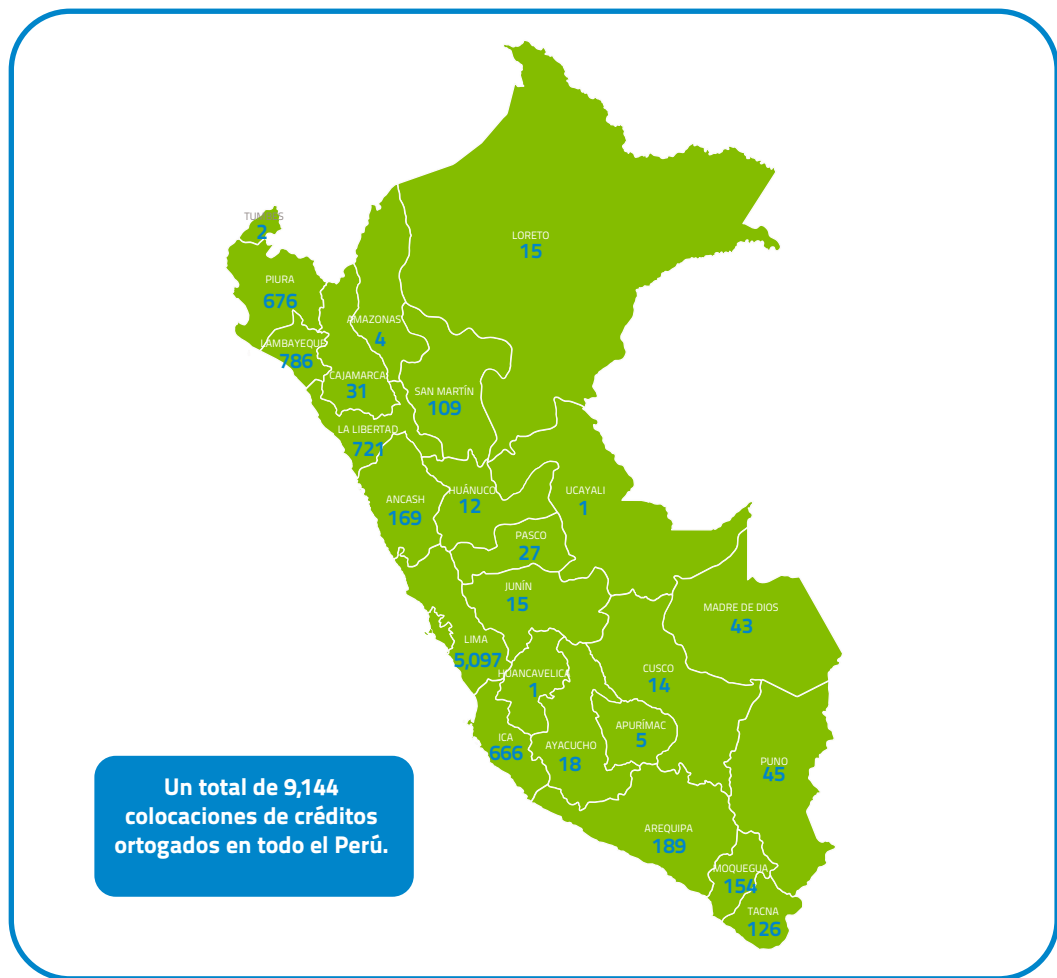 TUMBES
2
LORETO
15
PIURA
676
AMAZONAS
4
LAMBAYEQUE
786
CAJAMARCA
31
SAN MARTÍN
109
LA LIBERTAD
721
ANCASH
169
HUÁNUCO
12
UCAYALI
1
PASCO
27
JUNÍN
15
MADRE DE DIOS
43
LIMA
5,097
HUANCAVELICA
1
CUSCO
14
ICA
666
AYACUCHO
18
APURÍMAC
5
PUNO
45
AREQUIPA
189
MOQUEGUA
154
TACNA
126
Un total de 9,144
colocaciones de créditos
ortogados en todo el Perú.